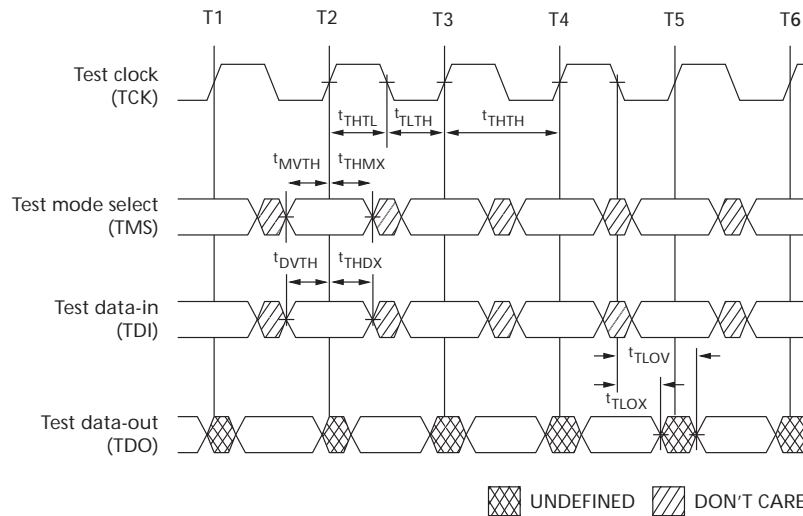 T1 T2 T3 T4 T5 T6
Test clock
(TCK)
tTHTL tTLTH tTHTH
tMVTH tTHMX
Test mode select
(TMS)
tDVTH tTHDX
Test data-in
(TDI)
tTLOV
tTLOX
Test data-out
(TDO)
UNDEFINED DON'T CARE